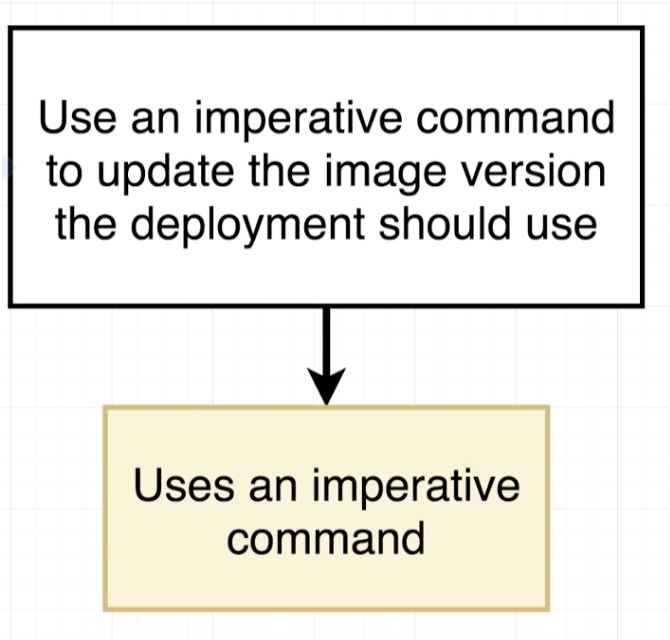 Use an imperative command
to update the image version
the deployment should use
Uses an imperative
command